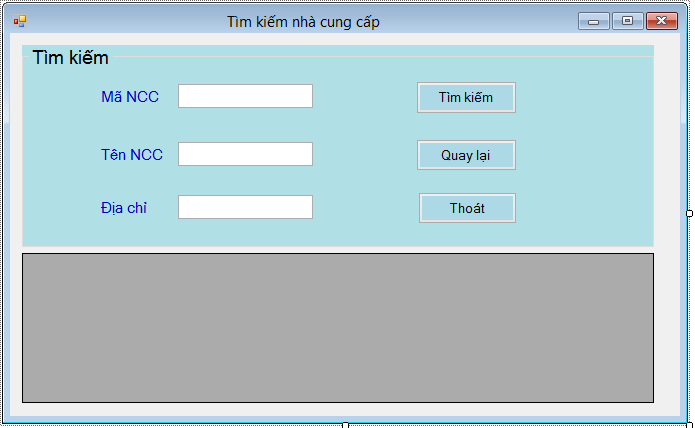 Tìm kiếm nhà cung cấp
Tìm kiếm
Mã NCC
Tìm kiếm
Tên NCC
Quay lại
Địa chỉ
Thoát